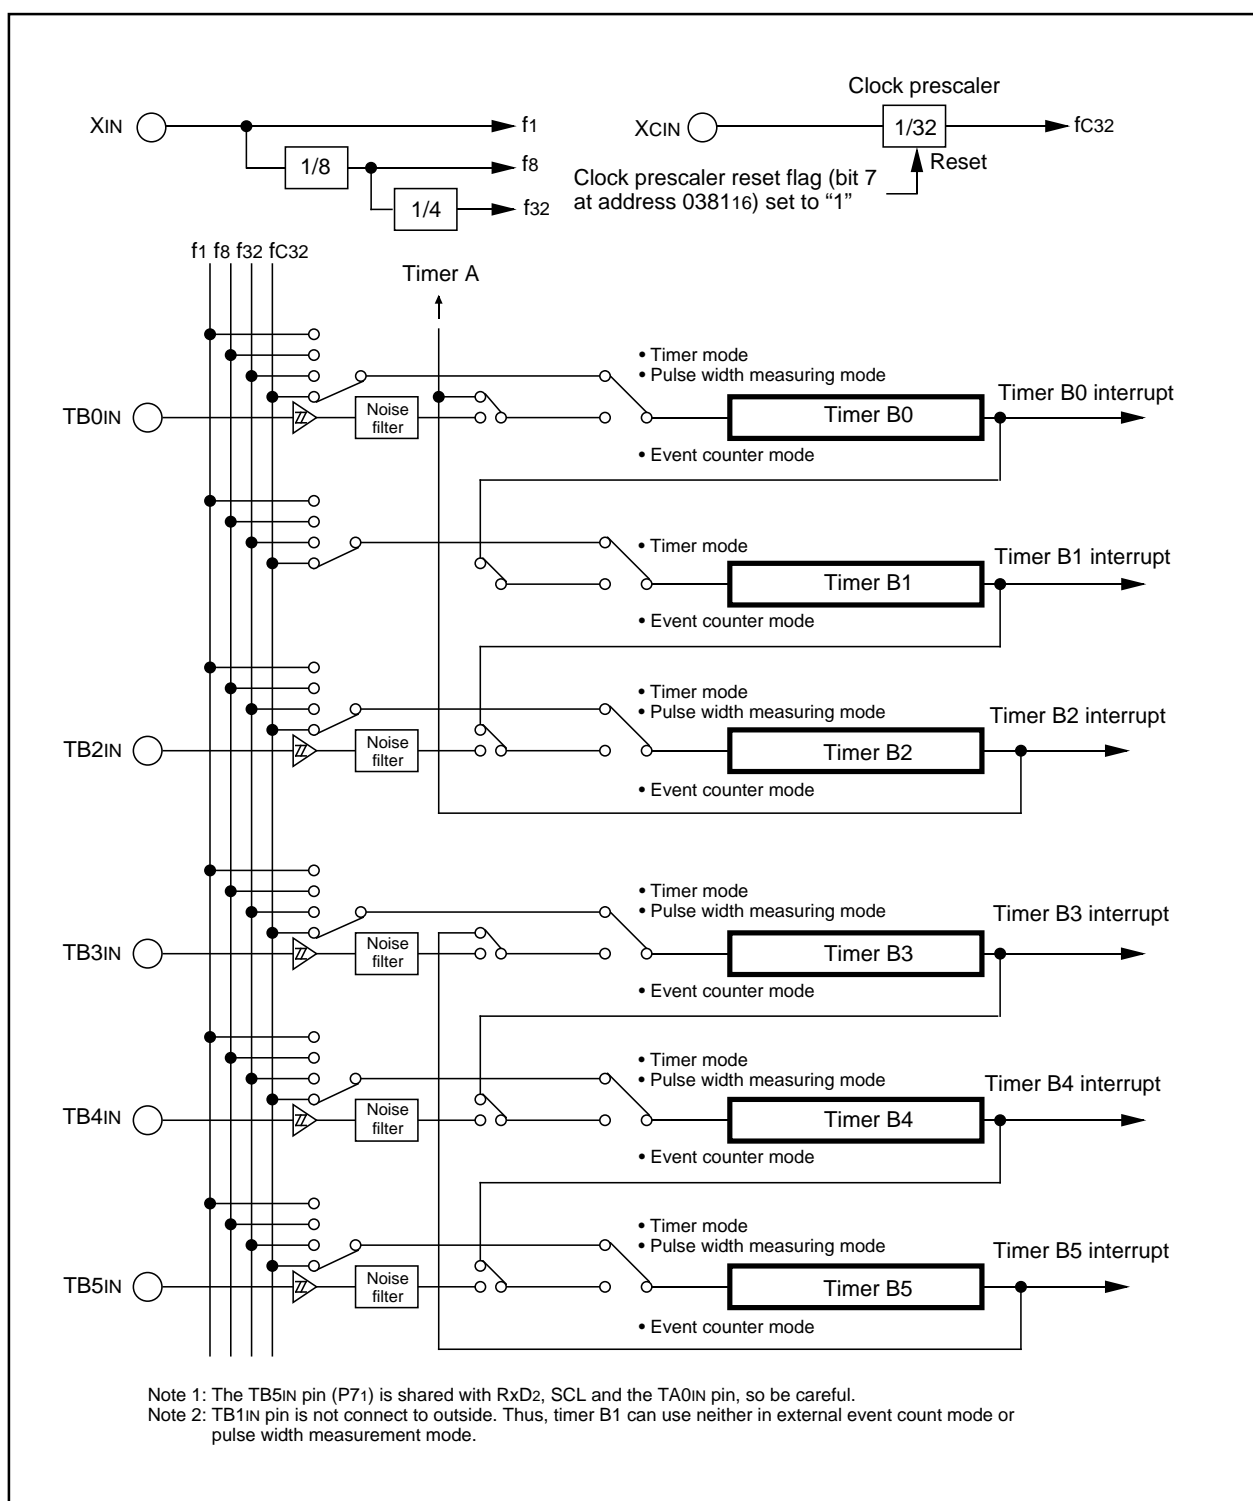 Clock prescaler
XIN
f1
XCIN
1/32
fC32
1/8
f8
Reset
Clock prescaler reset flag (bit 7
at address 038116) set to “1”
1/4
f32
f1 f8 f32 fC32
Timer A
• Timer mode
• Pulse width measuring mode
TB0IN
Noise
filter
Timer B0
Timer B0 interrupt
• Event counter mode
• Timer mode
Timer B1
Timer B1 interrupt
• Event counter mode
• Timer mode
• Pulse width measuring mode
TB2IN
Noise
filter
Timer B2
Timer B2 interrupt
• Event counter mode
• Timer mode
• Pulse width measuring mode
TB3IN
Noise
filter
Timer B3
Timer B3 interrupt
• Event counter mode
• Timer mode
• Pulse width measuring mode
TB4IN
Noise
filter
Timer B4
Timer B4 interrupt
• Event counter mode
• Timer mode
• Pulse width measuring mode
TB5IN
Noise
filter
Timer B5
Timer B5 interrupt
• Event counter mode
Note 1: The TB5IN pin (P71) is shared with RxD2, SCL and the TA0IN pin, so be careful.
Note 2: TB1IN pin is not connect to outside. Thus, timer B1 can use neither in external event count mode or
pulse width measurement mode.